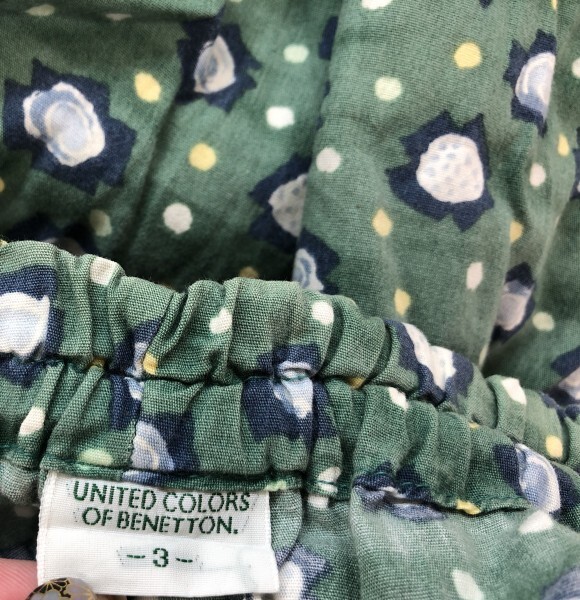 UNITED COLORS
OF BENETTON.
-3-